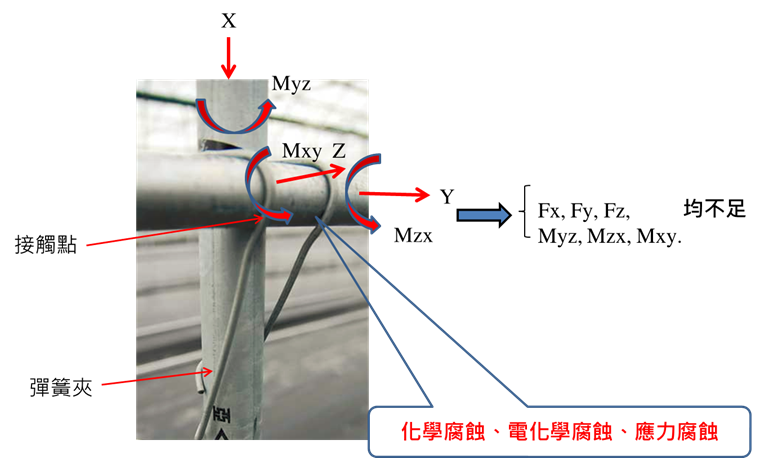 X
Myz
Mxy Z
Y
Mzx
Fx, Fy, Fz,
Myz, Mzx, Mxy.
均不足
接觸點
彈簧夾
化學腐蝕、電化學腐蝕、應力腐蝕